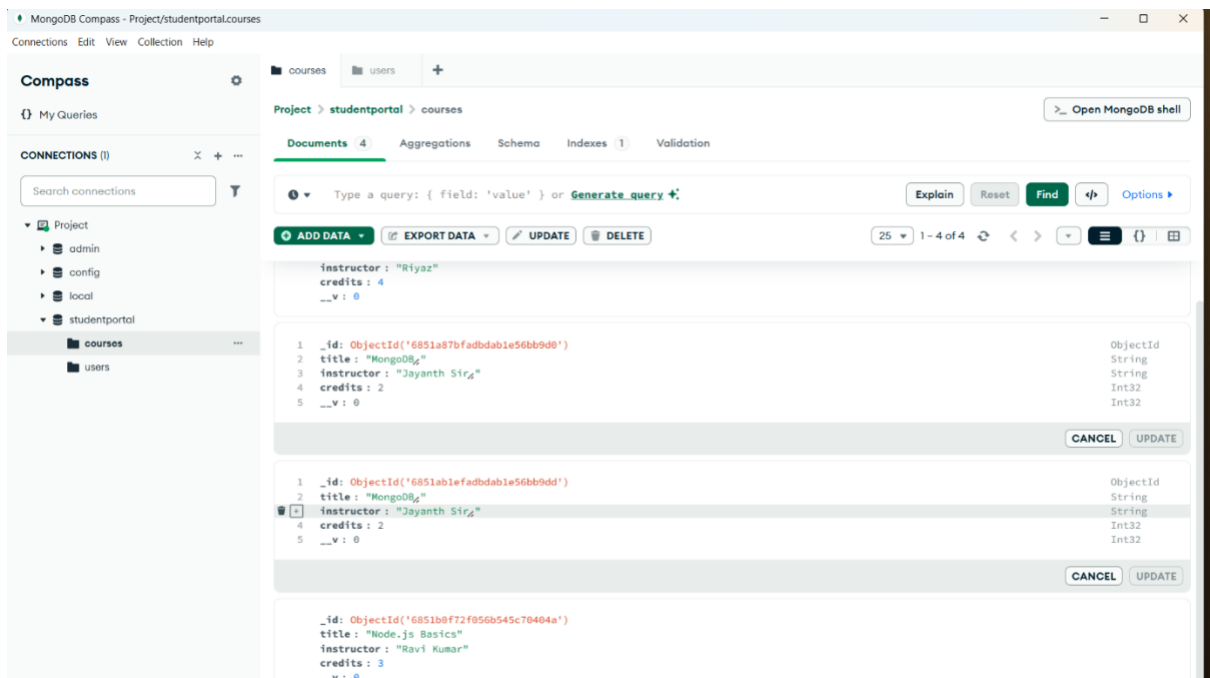 MongoDB Compass - Project/studentportal.courses
Connections Edit View Collection Help
Compass
{} My Queries
CONNECTIONS (1)
Search connections
Project
admin
config
local
studentportal
courses
users
courses users
Project > studentportal > courses
>_ Open MongoDB shell
Documents 4 Aggregations Schema Indexes 1 Validation
Type a query: { field: 'value' } or Generate query
Explain Reset Find </> Options
ADD DATA EXPORT DATA UPDATE DELETE
25 1 – 4 of 4 {}
instructor : "Riyaz"
credits : 4
__v : 0
1 _id: ObjectId('6851a87bfadbdab1e56bb9d0') ObjectId
2 title : "MongoDB" String
3 instructor : "Jayanth Sir" String
4 credits : 2 Int32
5 __v : 0 Int32
CANCEL UPDATE
1 _id: ObjectId('6851ab1efadbdab1e56bb9dd') ObjectId
2 title : "MongoDB" String
instructor : "Jayanth Sir" String
4 credits : 2 Int32
5 __v : 0 Int32
CANCEL UPDATE
_id: ObjectId('6851b0f72f056b545c70404a')
title : "Node.js Basics"
instructor : "Ravi Kumar"
credits : 3
__v : 0